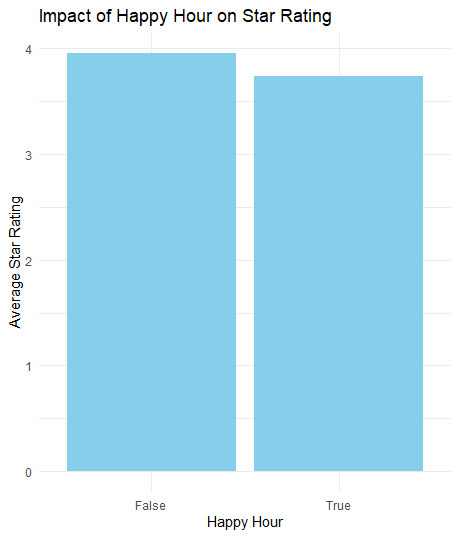 Impact of Happy Hour on Star Rating
4
3
2
1
0
Average Star Rating
False
True
Happy Hour